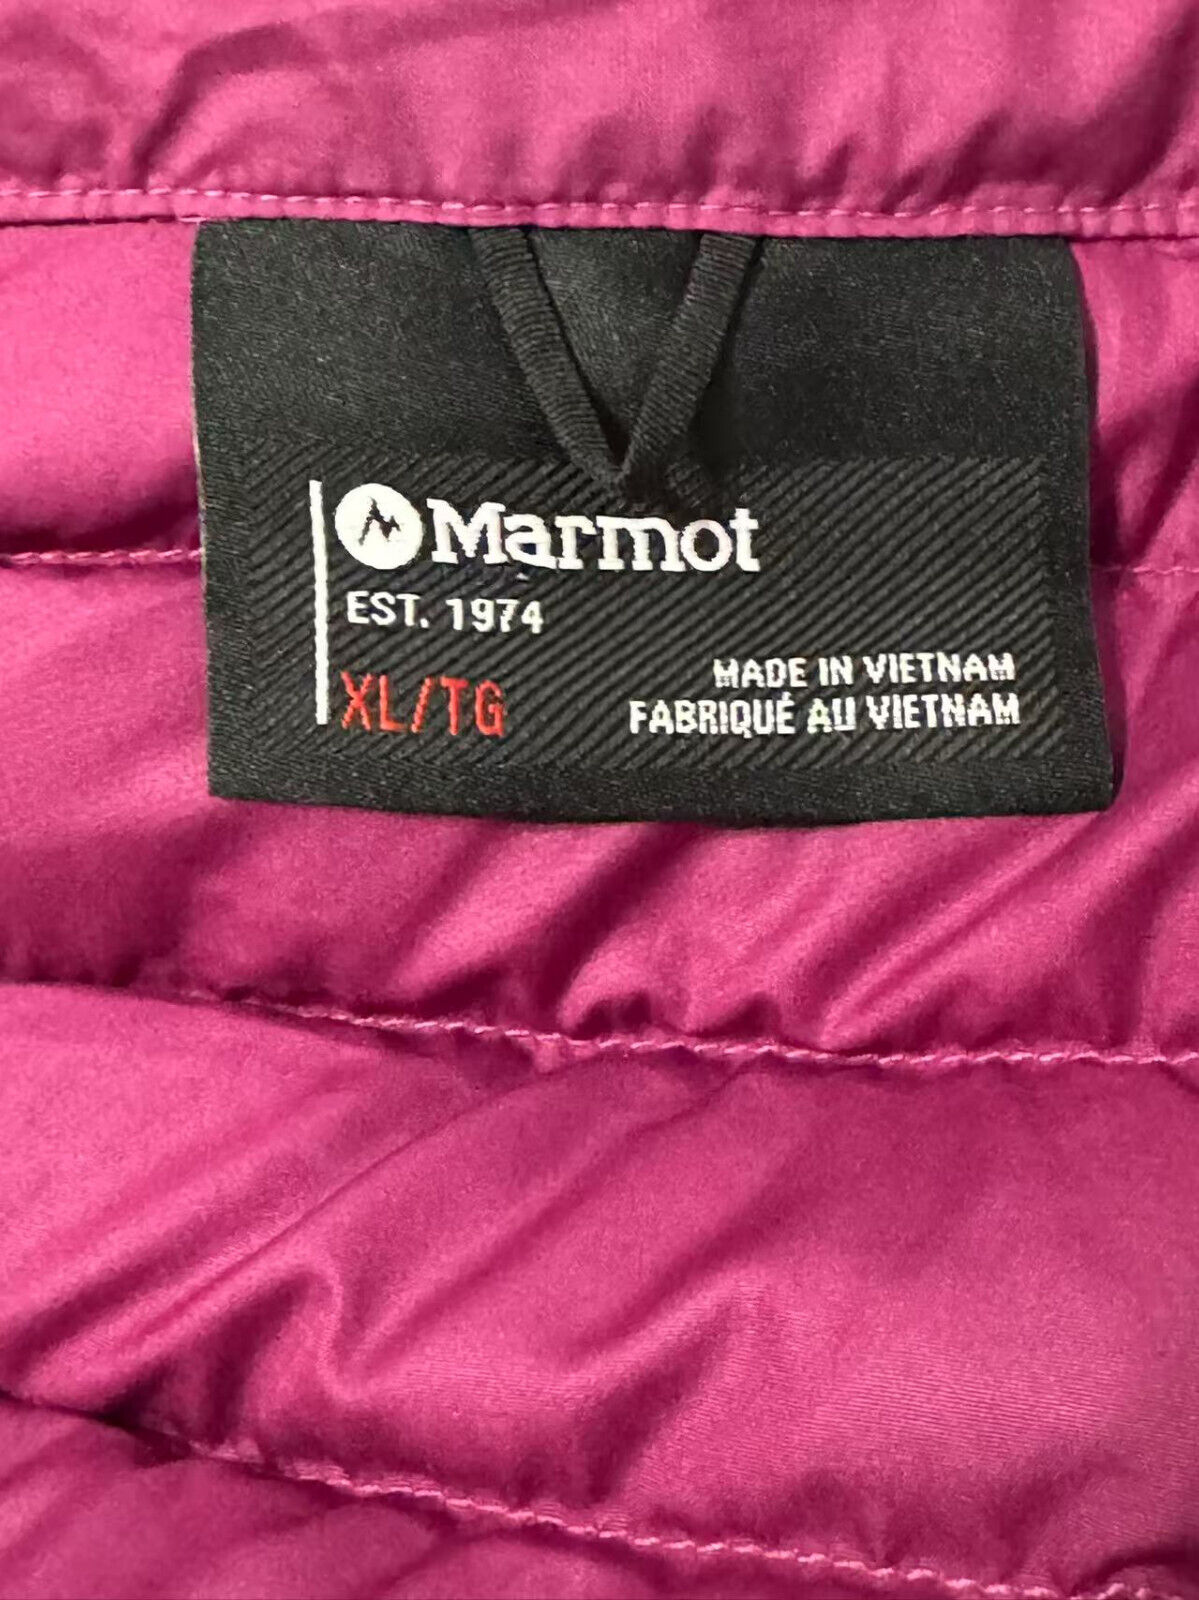 Marmot
EST. 1974
XL/TG
MADE IN VIETNAM
FABRIQUÉ AU VIETNAM